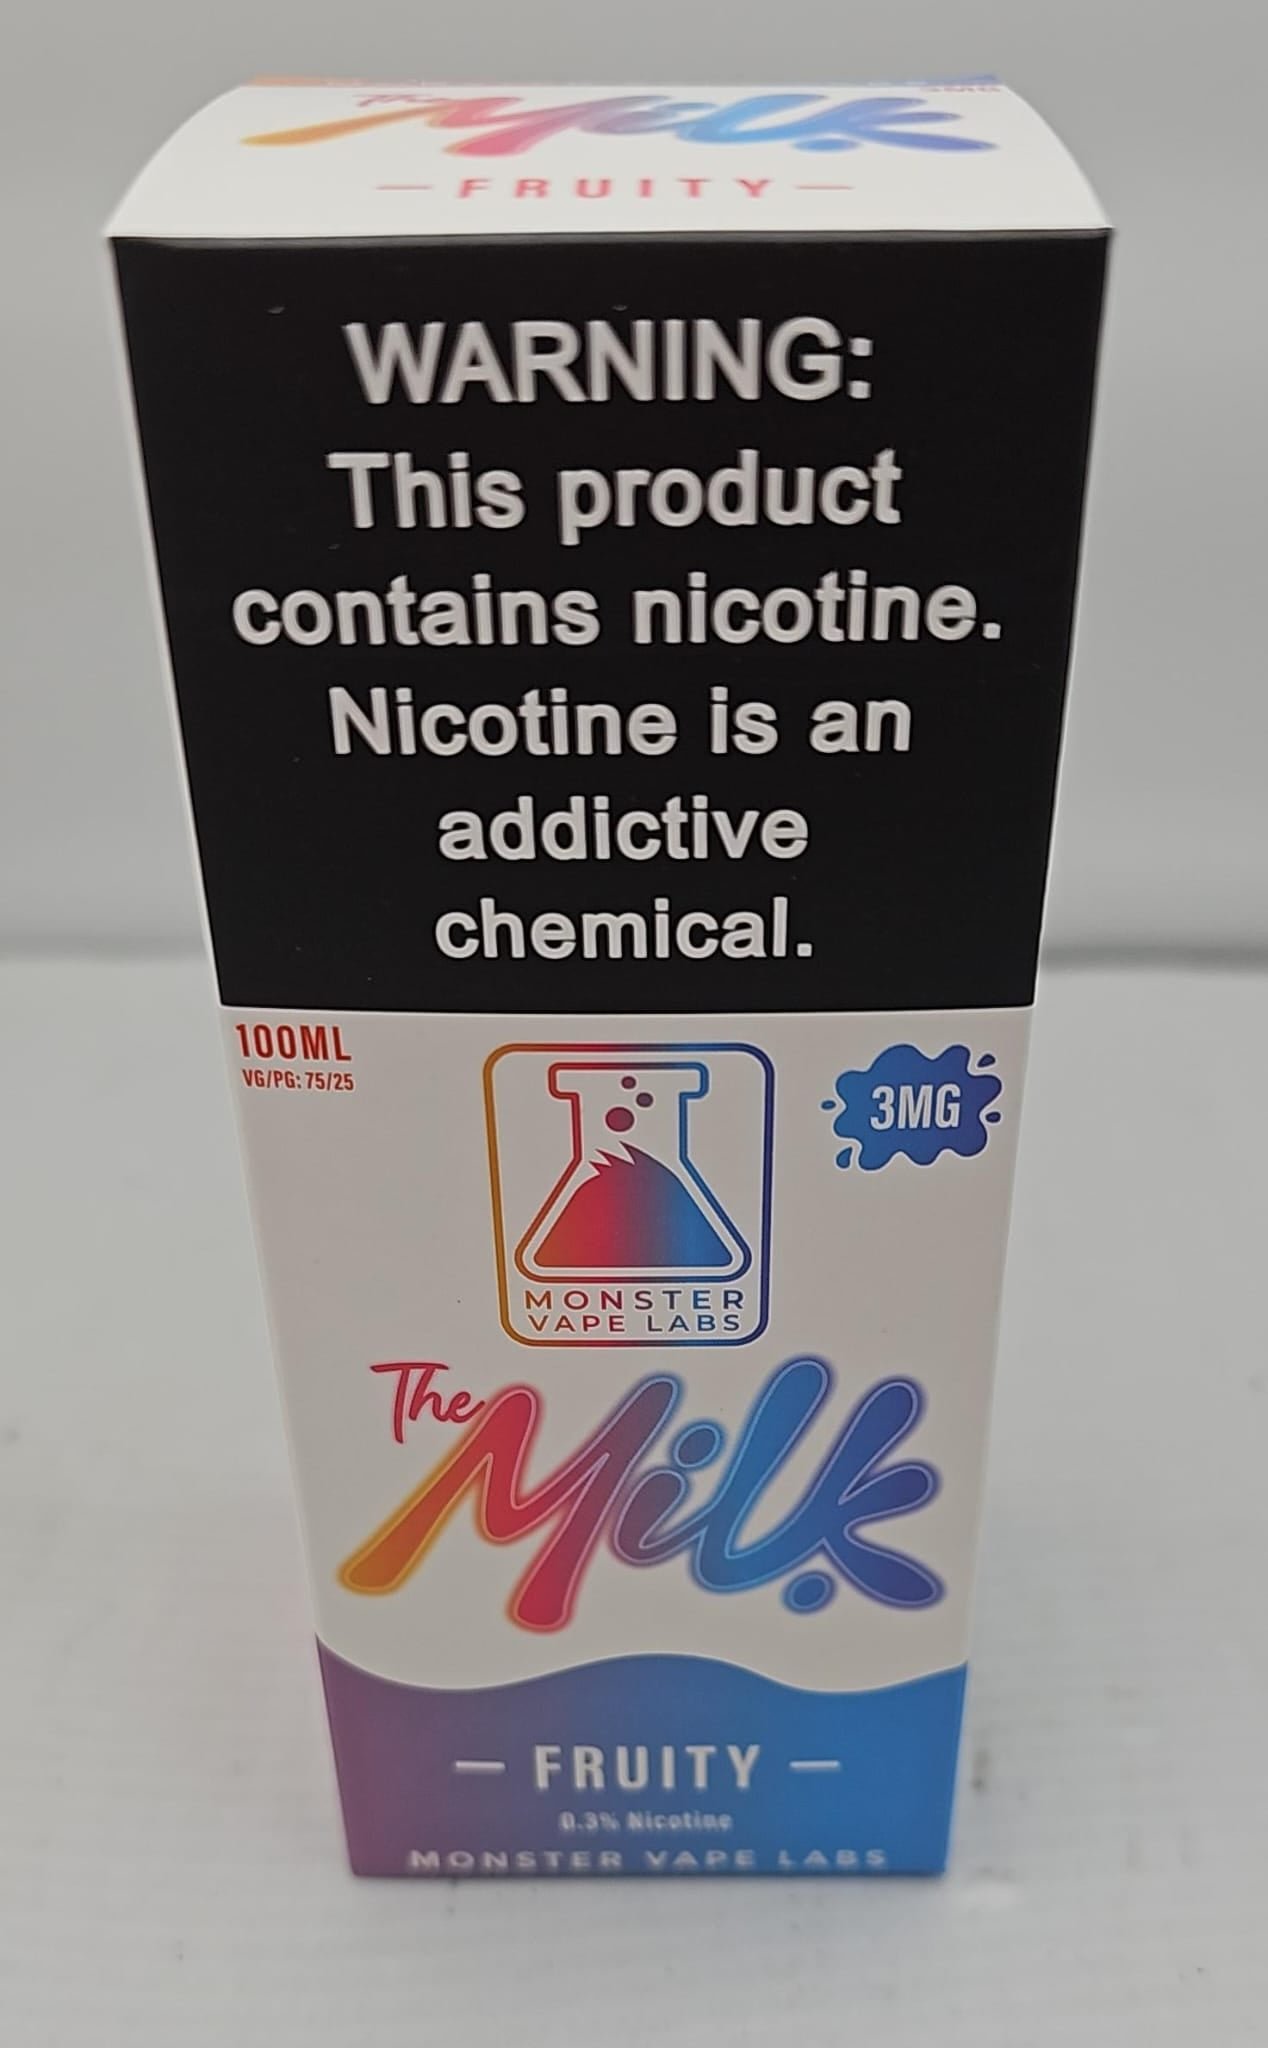 The Milk
3MG
— FRUITY —
WARNING:
This product
contains nicotine.
Nicotine is an
addictive
chemical.
100ML
VG/PG: 75/25
3MG
MONSTER
VAPE LABS
The Milk
— FRUITY —
0.3% Nicotine
MONSTER VAPE LABS